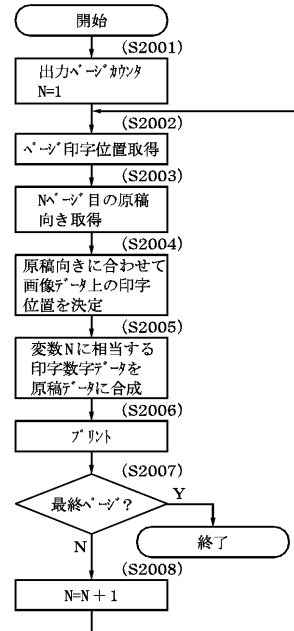 開始
(S2001)
出力ページカウンタ
N=1
(S2002)
ページ印字位置取得
(S2003)
Nページ目の原稿
向き取得
(S2004)
原稿向きに合わせて
画像データ上の印字
位置を決定
(S2005)
変数Nに相当する
印字数字データを
原稿データに合成
(S2006)
プリント
(S2007)
最終ページ?
Y
終了
N
(S2008)
N=N+1